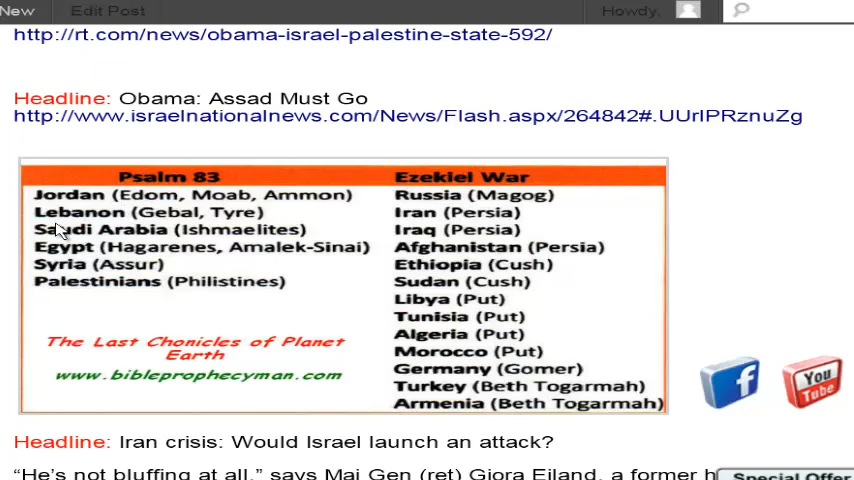 New Edit Post Howdy.
http://rt.com/news/obama-israel-palestine-state-592/
Headline: Obama: Assad Must Go
http://www.israelnationalnews.com/News/Flash.aspx/264842#.UUrIPRznuZg
Psalm 83
Jordan (Edom, Moab, Ammon)
Lebanon (Gebal, Tyre)
Saudi Arabia (Ishmaelites)
Egypt (Hagarenes, Amalek-Sinai)
Syria (Assur)
Palestinians (Philistines)
The Last Chonicles of Planet
Earth
www.bibleprophecyman.com
Ezekiel War
Russia (Magog)
Iran (Persia)
Iraq (Persia)
Afghanistan (Persia)
Ethiopia (Cush)
Sudan (Cush)
Libya (Put)
Tunisia (Put)
Algeria (Put)
Morocco (Put)
Germany (Gomer)
Turkey (Beth Togarmah)
Armenia (Beth Togarmah)
You
Tube
Headline: Iran crisis: Would Israel launch an attack?
“He’s not bluffing at all,” says Maj Gen (ret) Giora Eiland, a former h
Special Offer